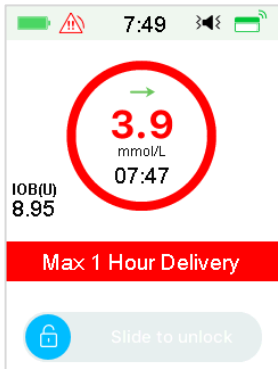 7:49
3.9
mmol/L
07:47
IOB(U)
8.95
Max 1 Hour Delivery
Slide to unlock